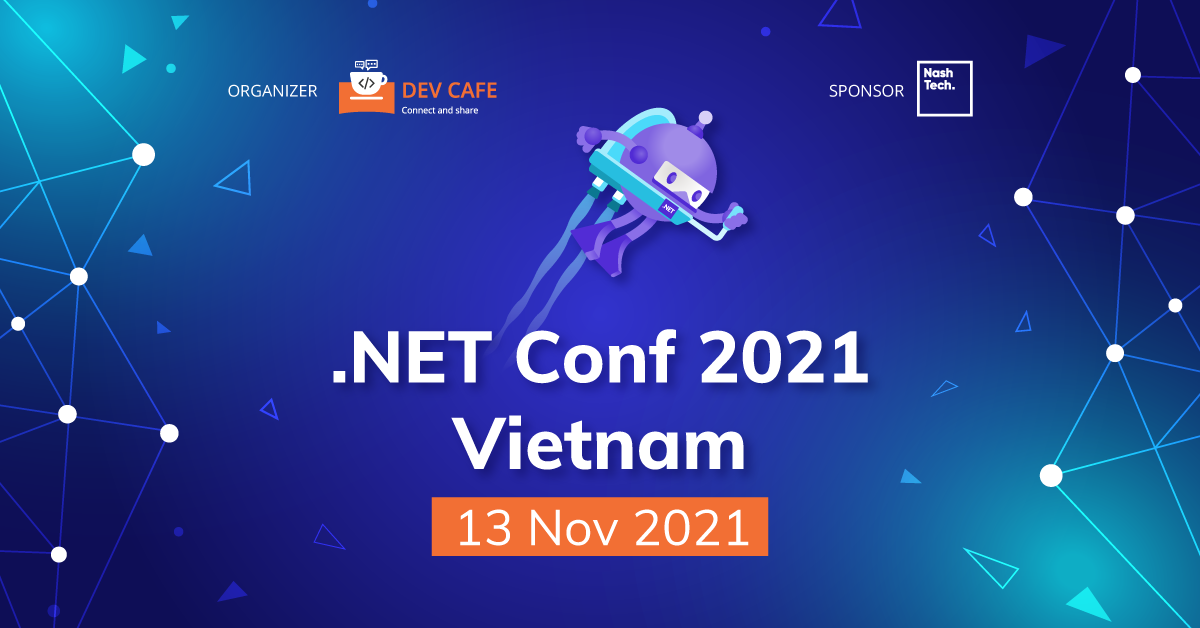 ORGANIZER
</>
DEV CAFE
Connect and share
SPONSOR
Nash
Tech.
.NET
.NET Conf 2021
Vietnam
13 Nov 2021